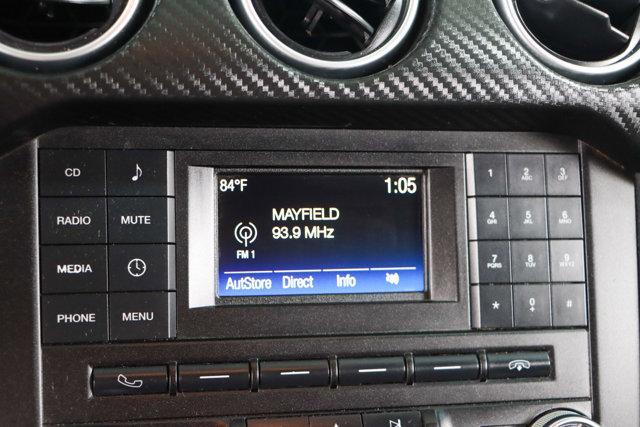 84°F 1:05
MAYFIELD
93.9 MHz
FM 1
AutStore Direct Info
CD
RADIO MUTE
MEDIA
PHONE MENU
1 2 ABC 3 DEF
4 GHI 5 JKL 6 MNO
7 PQRS 8 TUV 9 WXYZ
* 0 + #